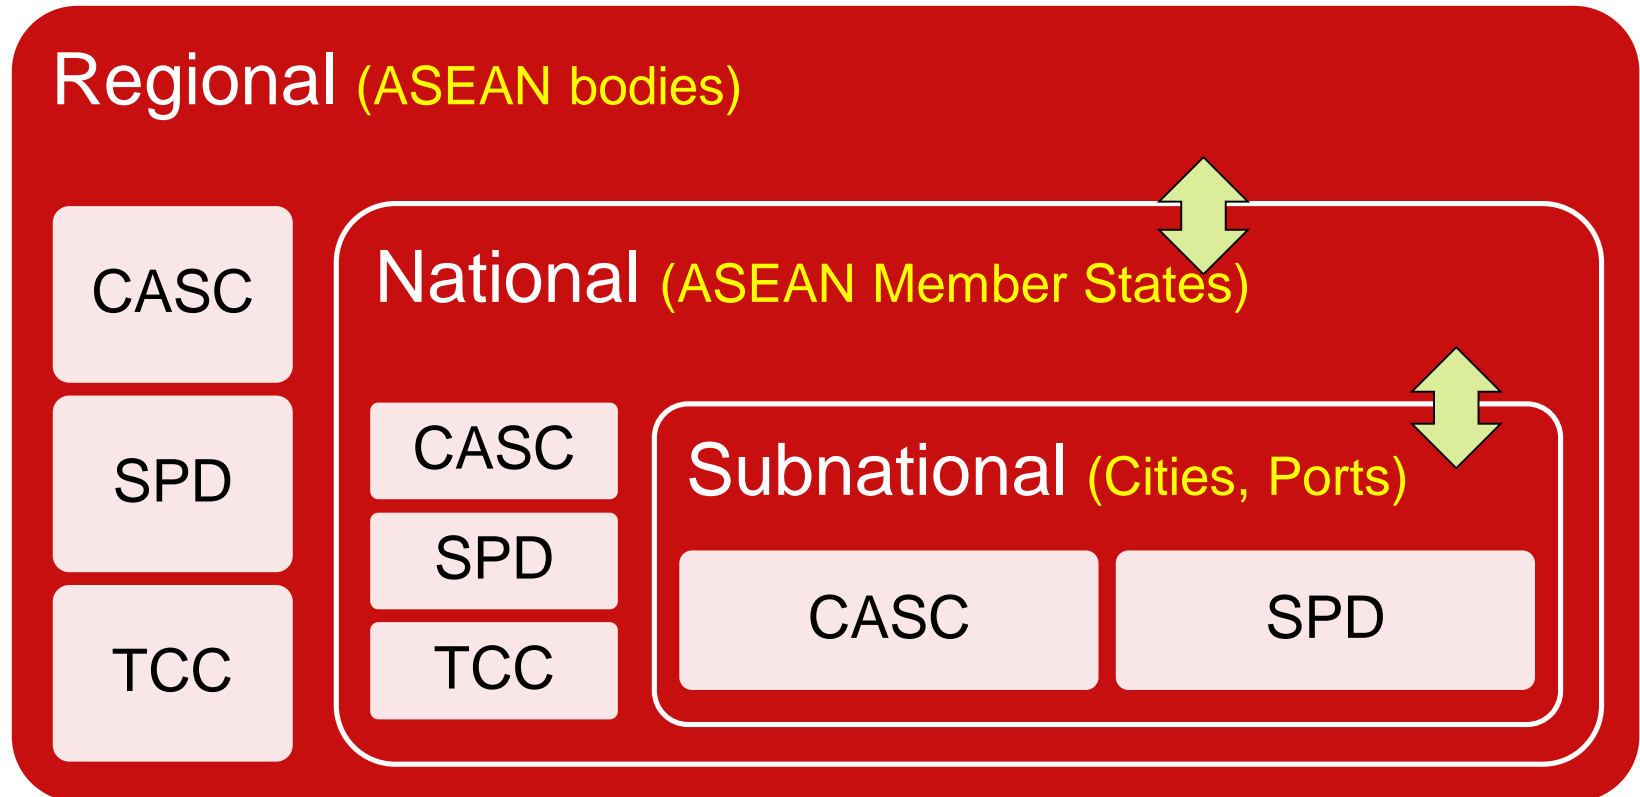 Regional (ASEAN bodies)
CASC
SPD
TCC
National (ASEAN Member States)
CASC
SPD
TCC
Subnational (Cities, Ports)
CASC
SPD